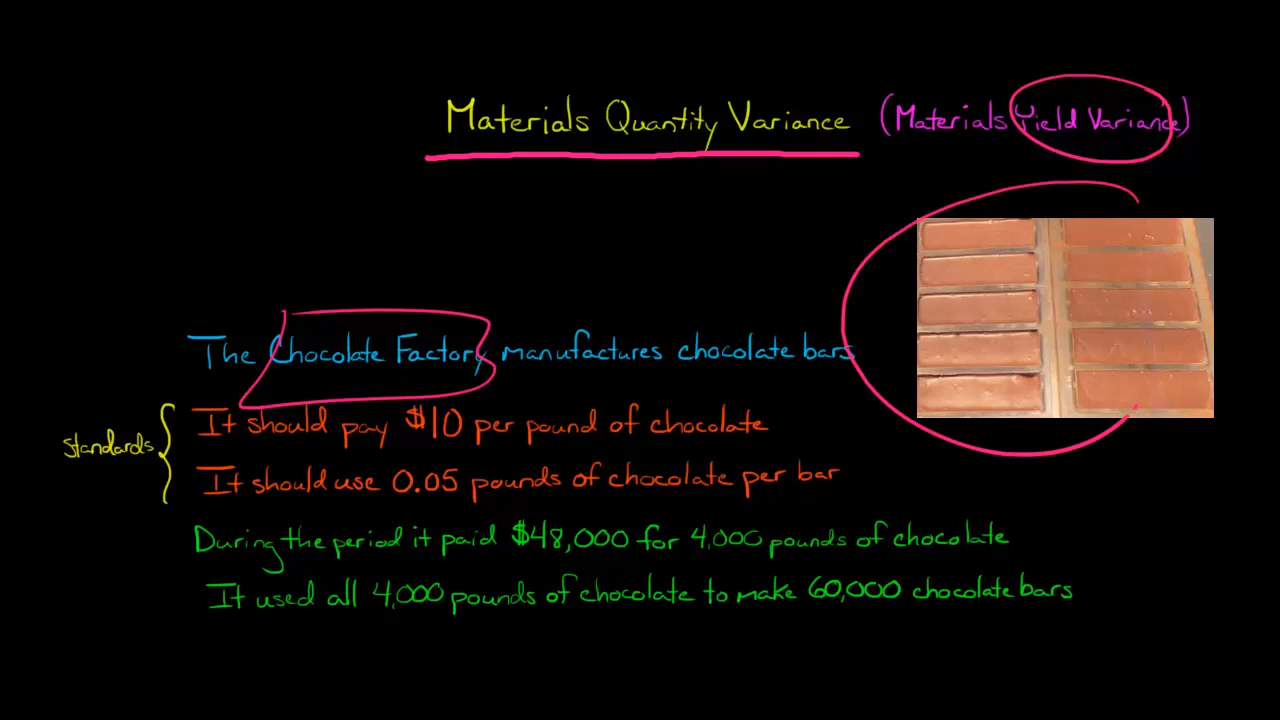 Materials Quantity Variance (Materials Yield Variance)
The Chocolate Factory manufactures chocolate bars
Standards
It should pay $10 per pound of chocolate
It should use 0.05 pounds of chocolate per bar
During the period it paid $48,000 for 4,000 pounds of chocolate
It used all 4,000 pounds of chocolate to make 60,000 chocolate bars